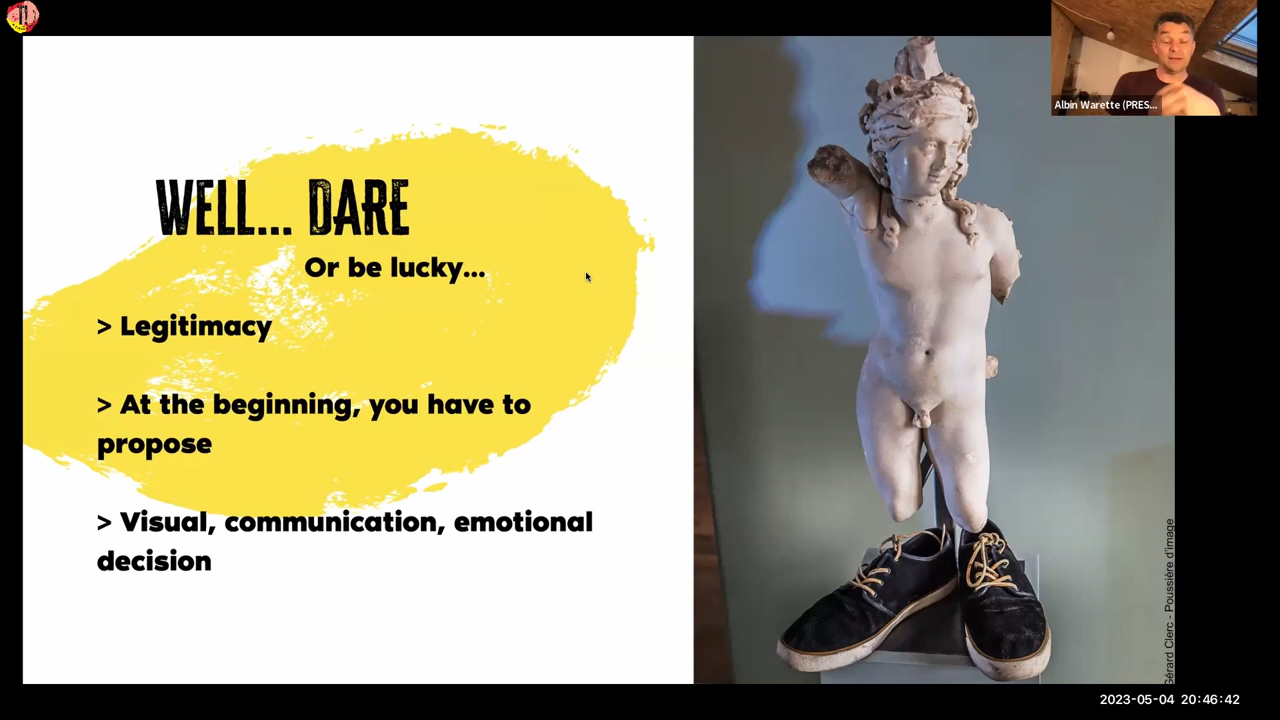 Albin Warette (PRES...
WELL... DARE
Or be lucky...
> Legitimacy
> At the beginning, you have to
propose
> Visual, communication, emotional
decision
Gérard Clerc - Poussière d'image
2023-05-04 20:46:42